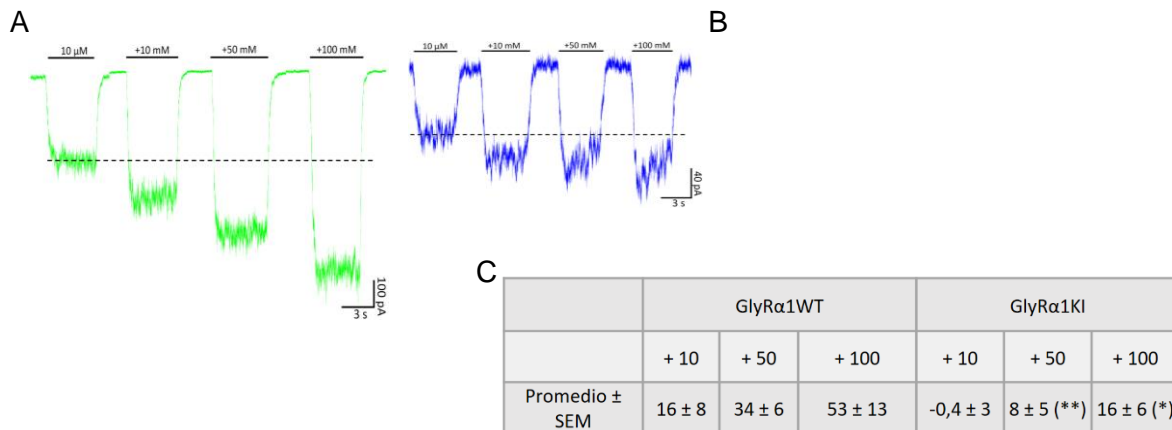 A
10 µM +10 mM +50 mM +100 mM
100 pA
3 s
10 µM +10 mM +50 mM +100 mM
40 pA
3 s
B
C
GlyRα1WT GlyRα1KI
+ 10 + 50 + 100 + 10 + 50 + 100
Promedio ± 
SEM
16 ± 8 34 ± 6 53 ± 13 -0,4 ± 3 8 ± 5 (**) 16 ± 6 (*)